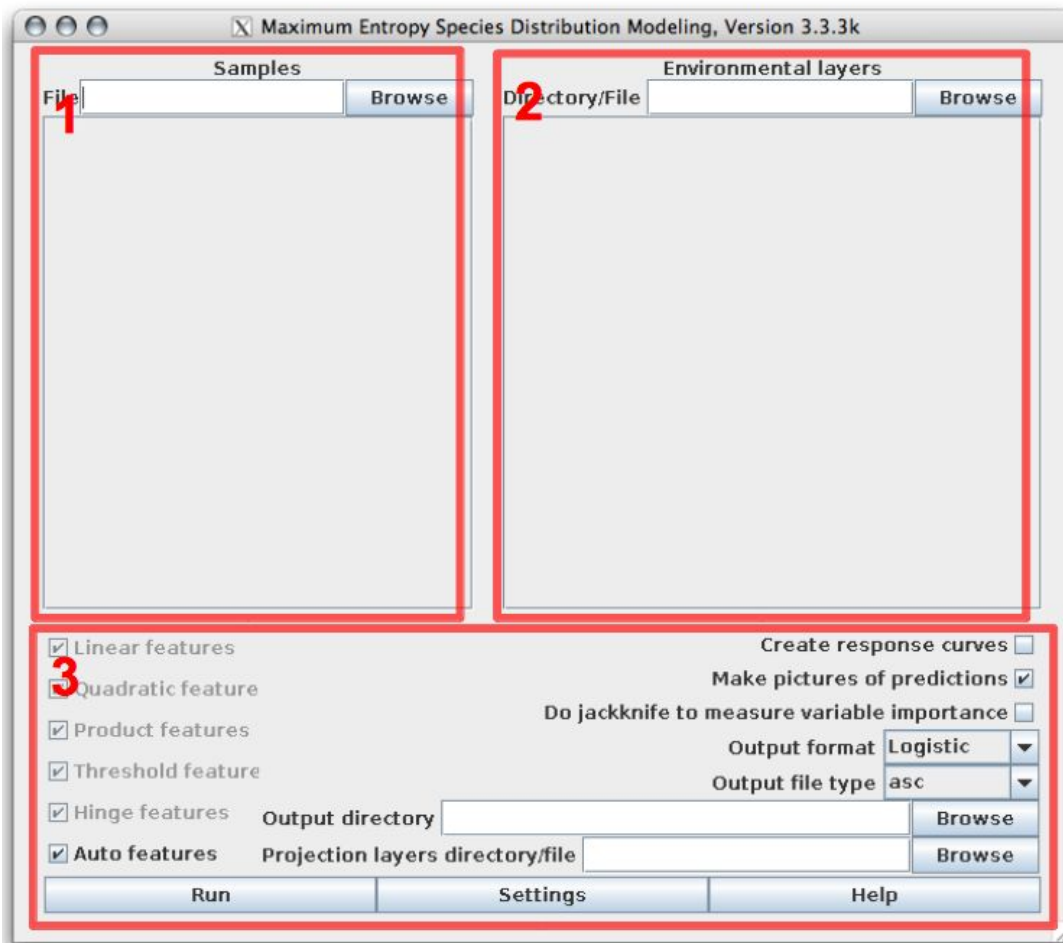 X Maximum Entropy Species Distribution Modeling, Version 3.3.3k
Samples
File Browse
1
Environmental layers
Directory/File Browse
2
Linear features
3
Quadratic feature
Product features
Threshold feature
Hinge features
Auto features
Create response curves
Make pictures of predictions
Do jackknife to measure variable importance
Output format Logistic
Output file type asc
Output directory Browse
Projection layers directory/file Browse
Run Settings Help